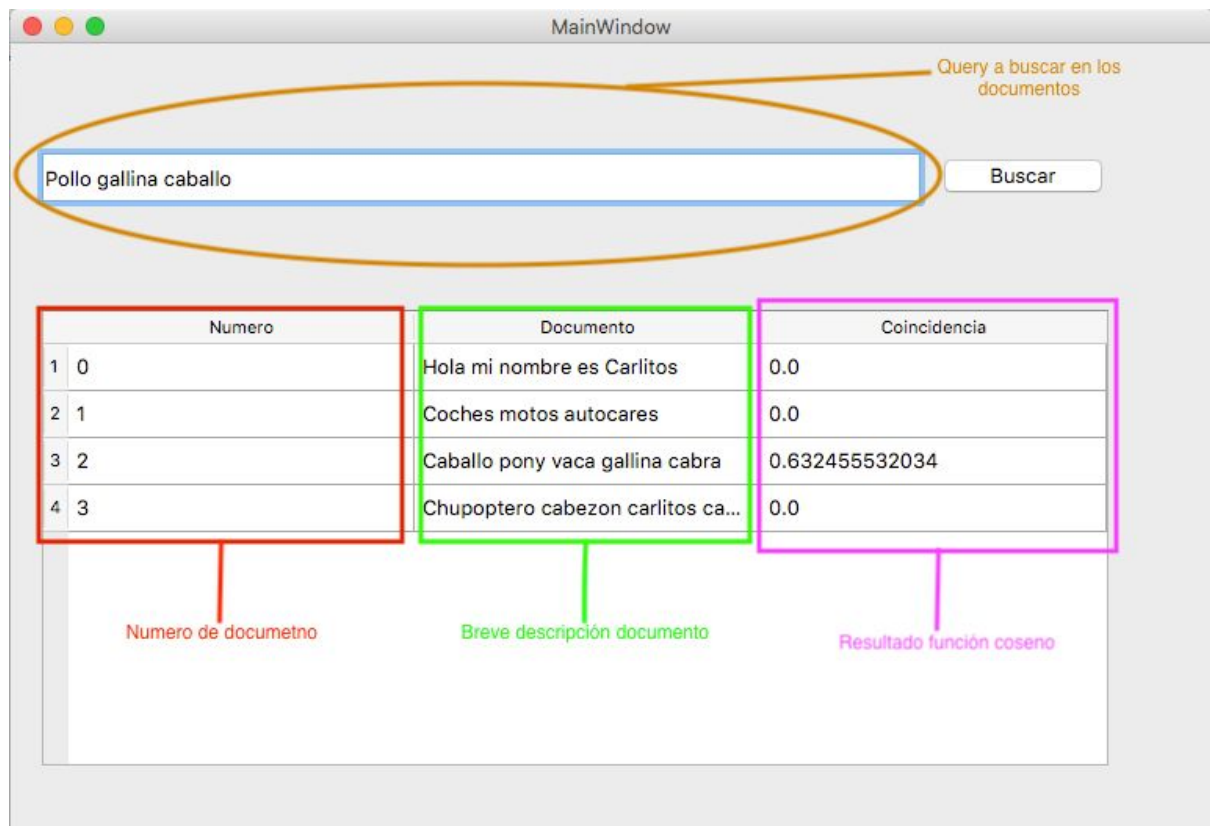 MainWindow
Query a buscar en los
documentos
Pollo gallina caballo
Buscar
Numero Documento Coincidencia
1 0 Hola mi nombre es Carlitos 0.0
2 1 Coches motos autocares 0.0
3 2 Caballo pony vaca gallina cabra 0.632455532034
4 3 Chupoptero cabezon carlitos ca... 0.0
Numero de documetno
Breve descripción documento
Resultado función coseno